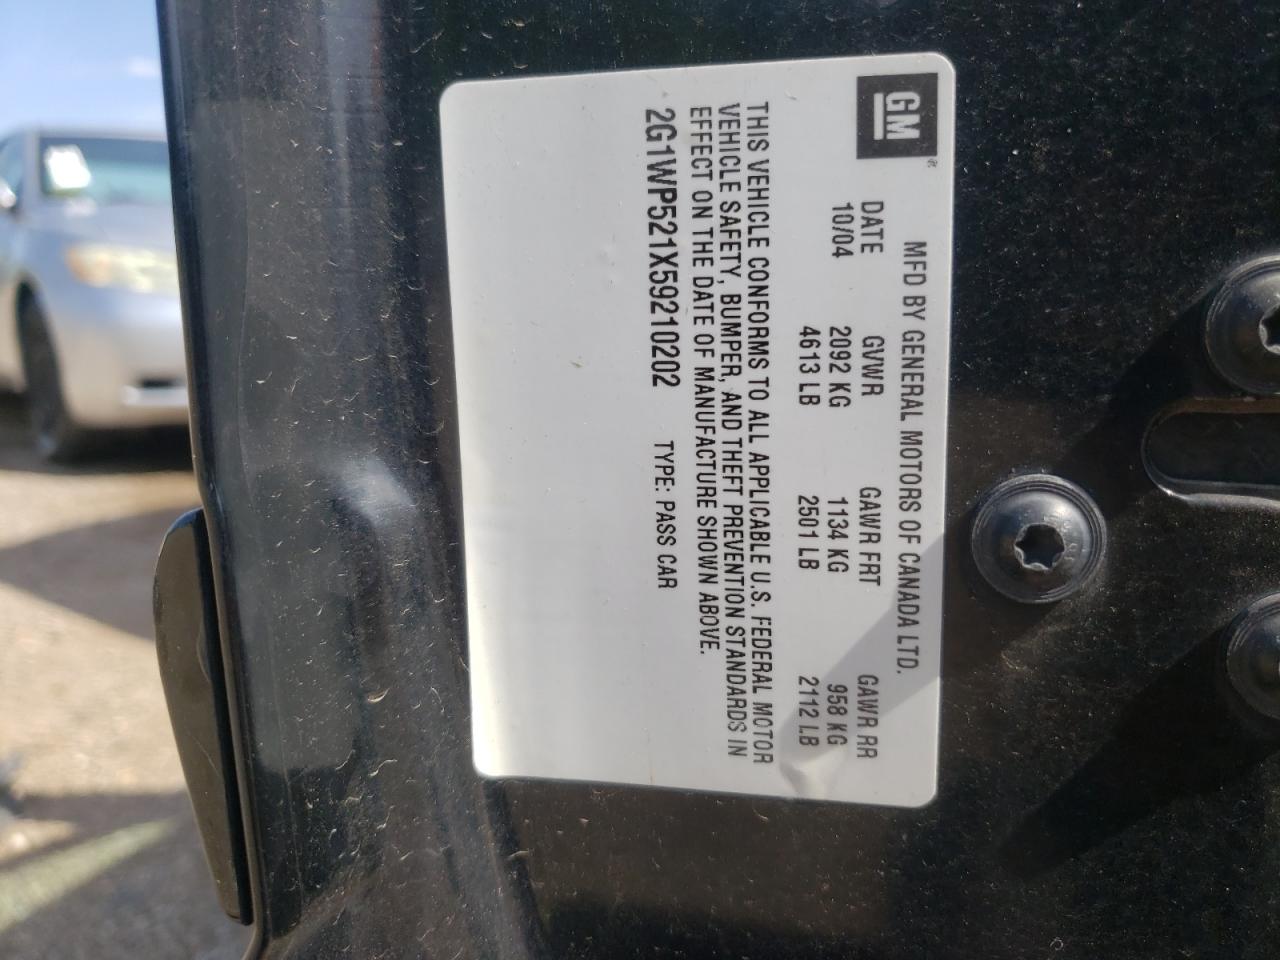 GM ®
MFD BY GENERAL MOTORS OF CANADA LTD.
DATE GVWR GAWR FRT GAWR RR
10/04 2092 KG 1134 KG 958 KG
4613 LB 2501 LB 2112 LB
THIS VEHICLE CONFORMS TO ALL APPLICABLE U.S. FEDERAL MOTOR
VEHICLE SAFETY, BUMPER, AND THEFT PREVENTION STANDARDS IN
EFFECT ON THE DATE OF MANUFACTURE SHOWN ABOVE.
2G1WP521X59210202 TYPE: PASS CAR